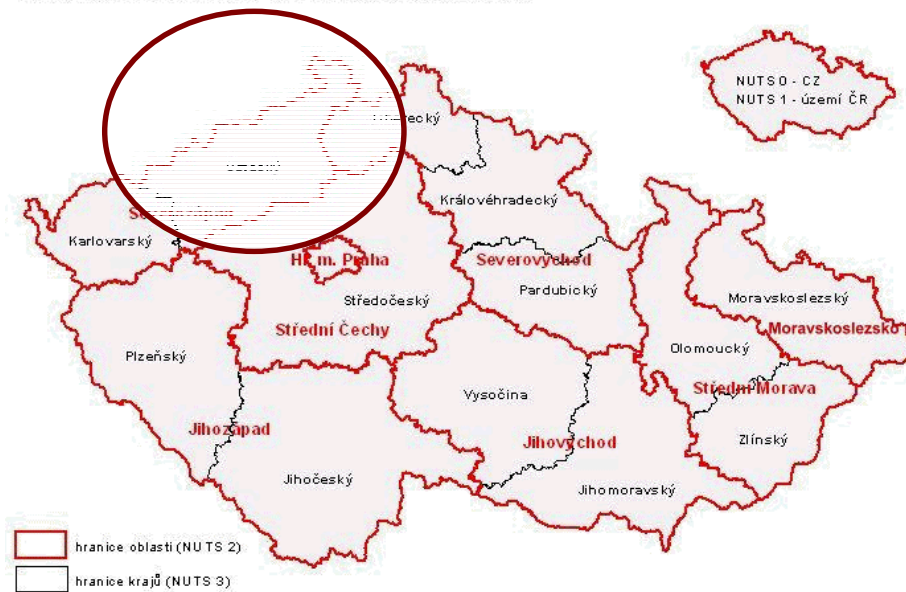 NUTS 0 - CZ
NUTS 1 - území ČR
Královéhradecký
Karlovarský
Hl. m. Praha
Severovýchod
Pardubický
Středočeský
Moravskoslezský
Střední Čechy
Moravskoslezsko
Plzeňský
Olomoucký
Vysočina
Střední Morava
Jihozápad
Jihovýchod
Zlínský
Jihočeský
Jihomoravský
hranice oblasti (NUTS 2)
hranice krajů (NUTS 3)